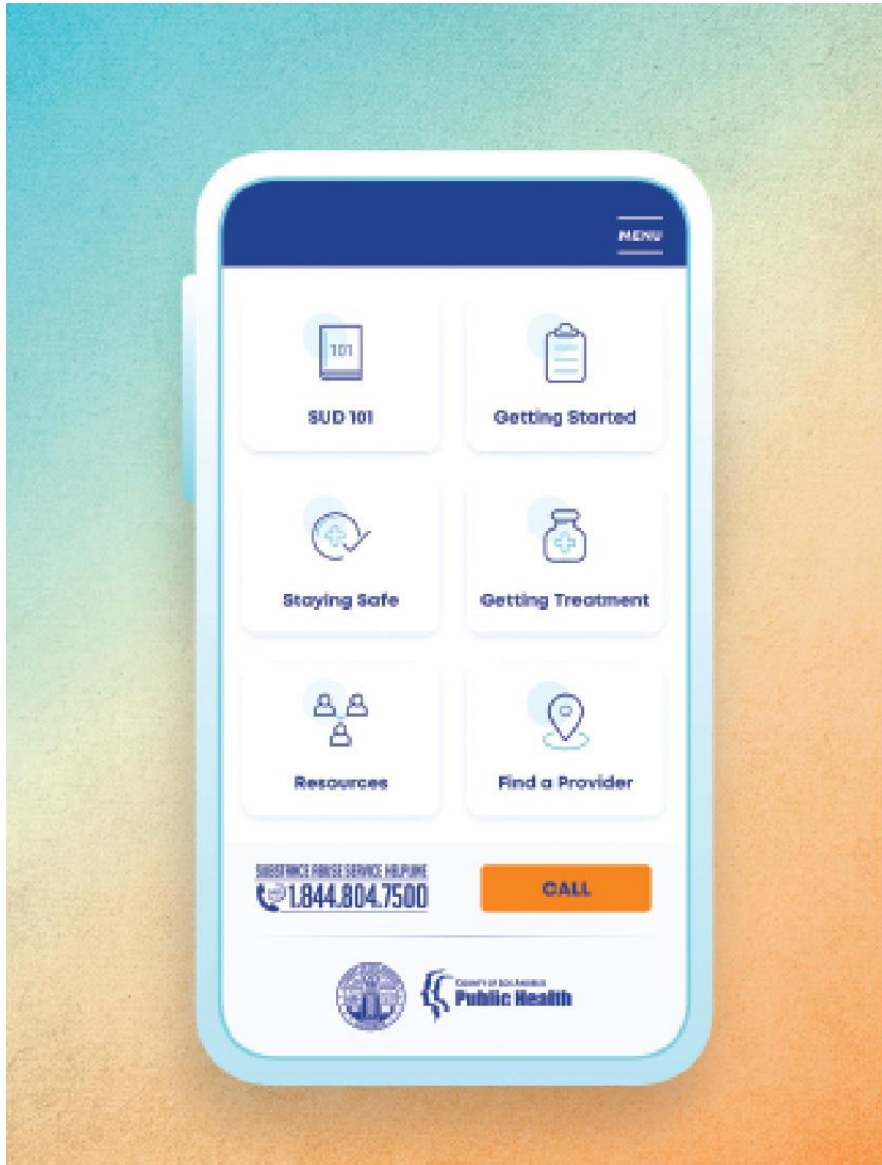 MENU
101
SUD 101
Getting Started
Staying Safe
Getting Treatment
Resources
Find a Provider
SUBSTANCE ABUSE SERVICE HELPLINE
1.844.804.7500
CALL
COUNTY OF LOS ANGELES
Public Health